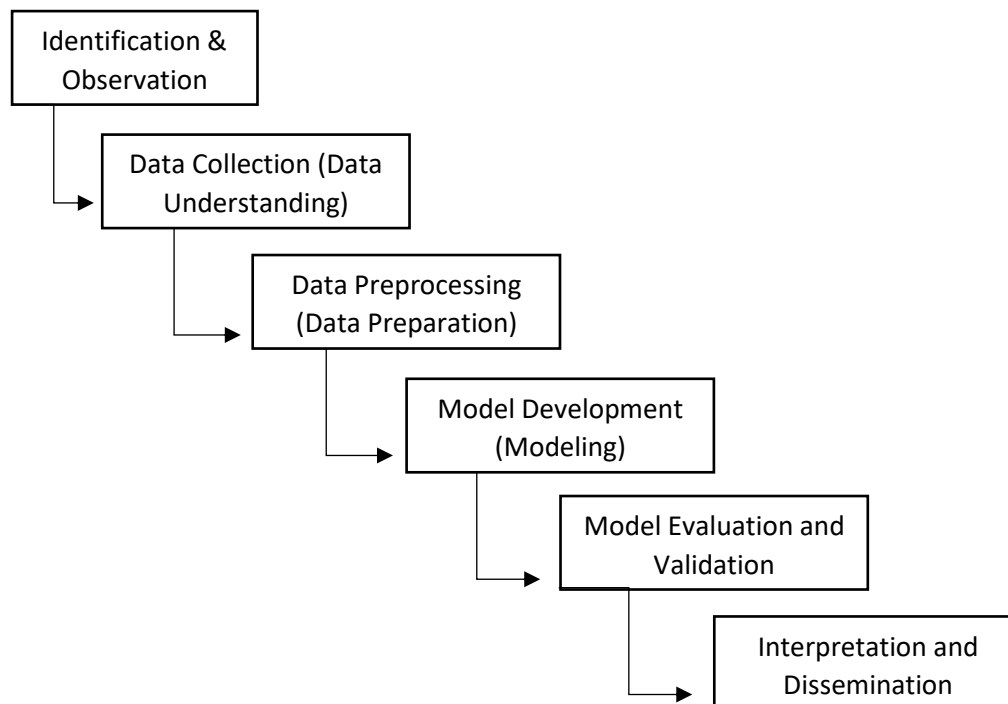 Identification &
Observation
Data Collection (Data
Understanding)
Data Preprocessing
(Data Preparation)
Model Development
(Modeling)
Model Evaluation and
Validation
Interpretation and
Dissemination